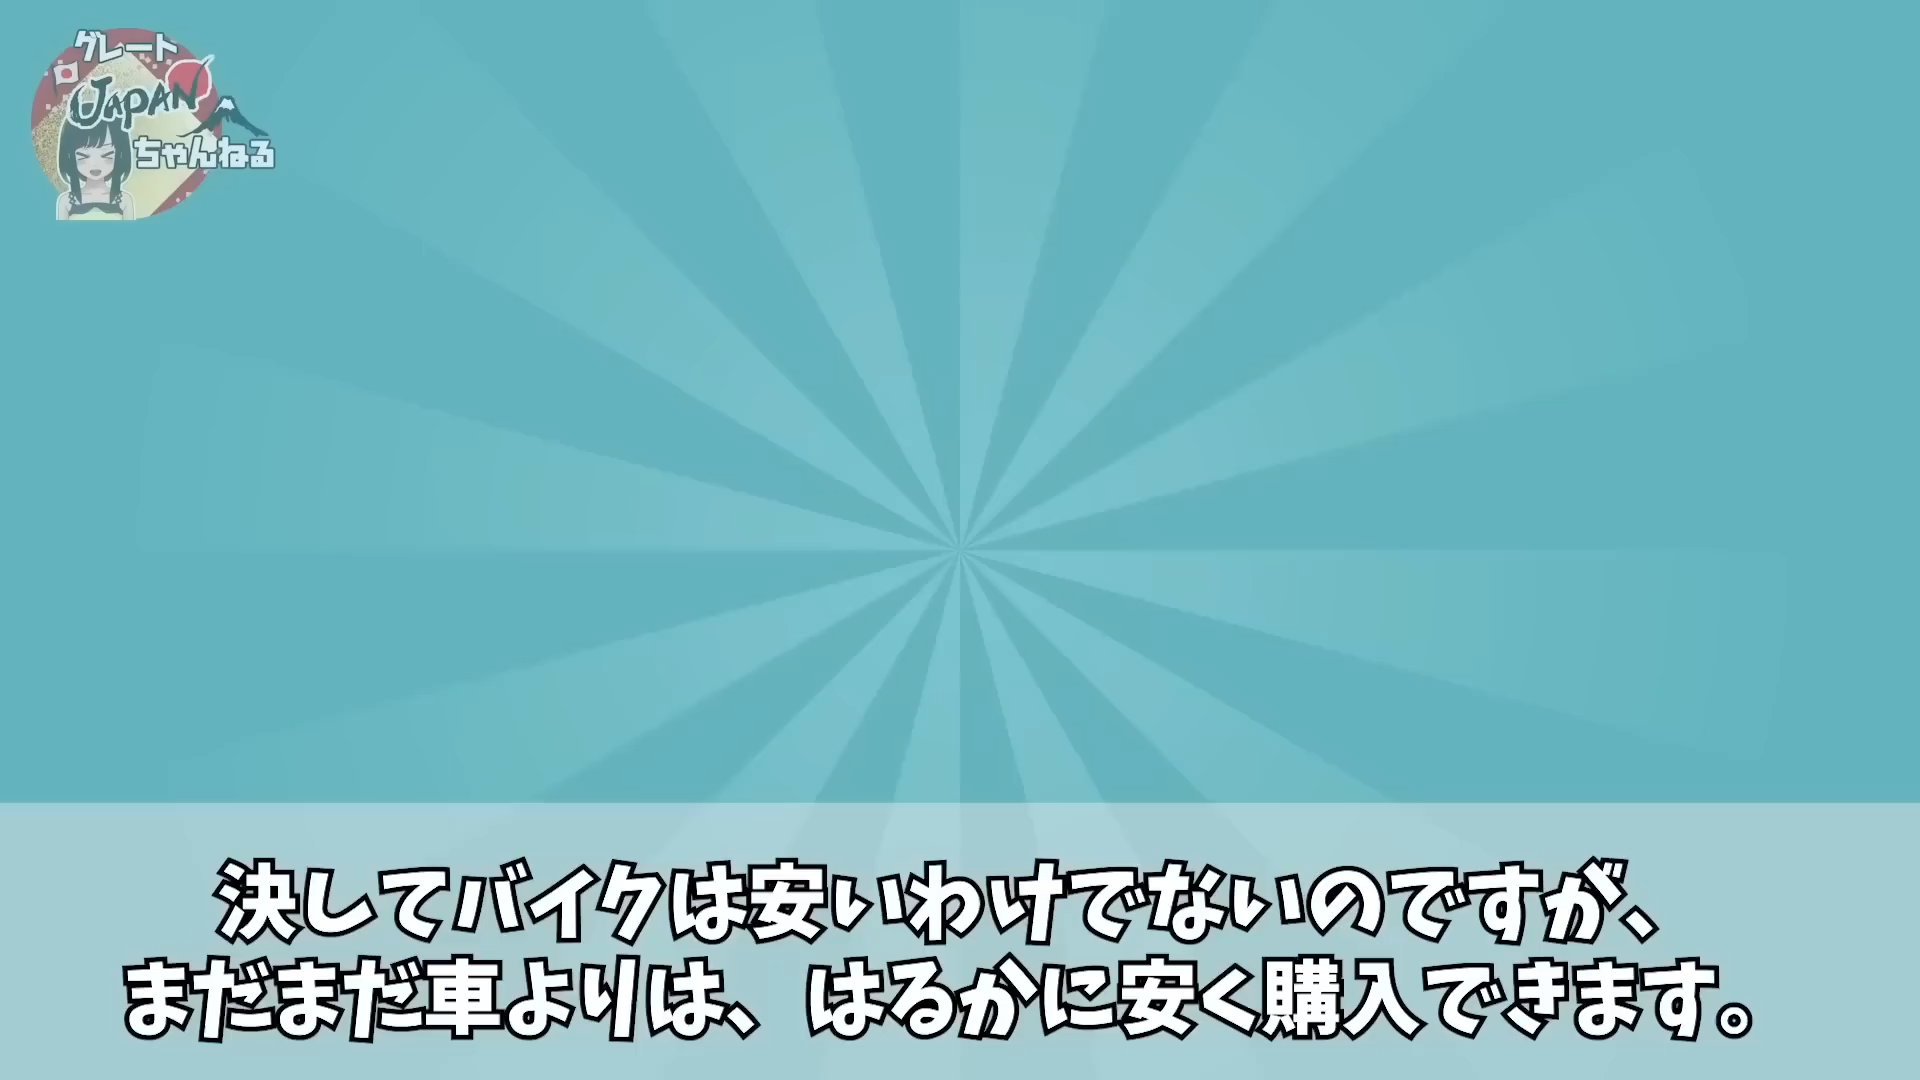 グレート
JAPAN
ちゃんねる
決してバイクは安いわけでないのですが、
まだまだ車よりは、はるかに安く購入できます。